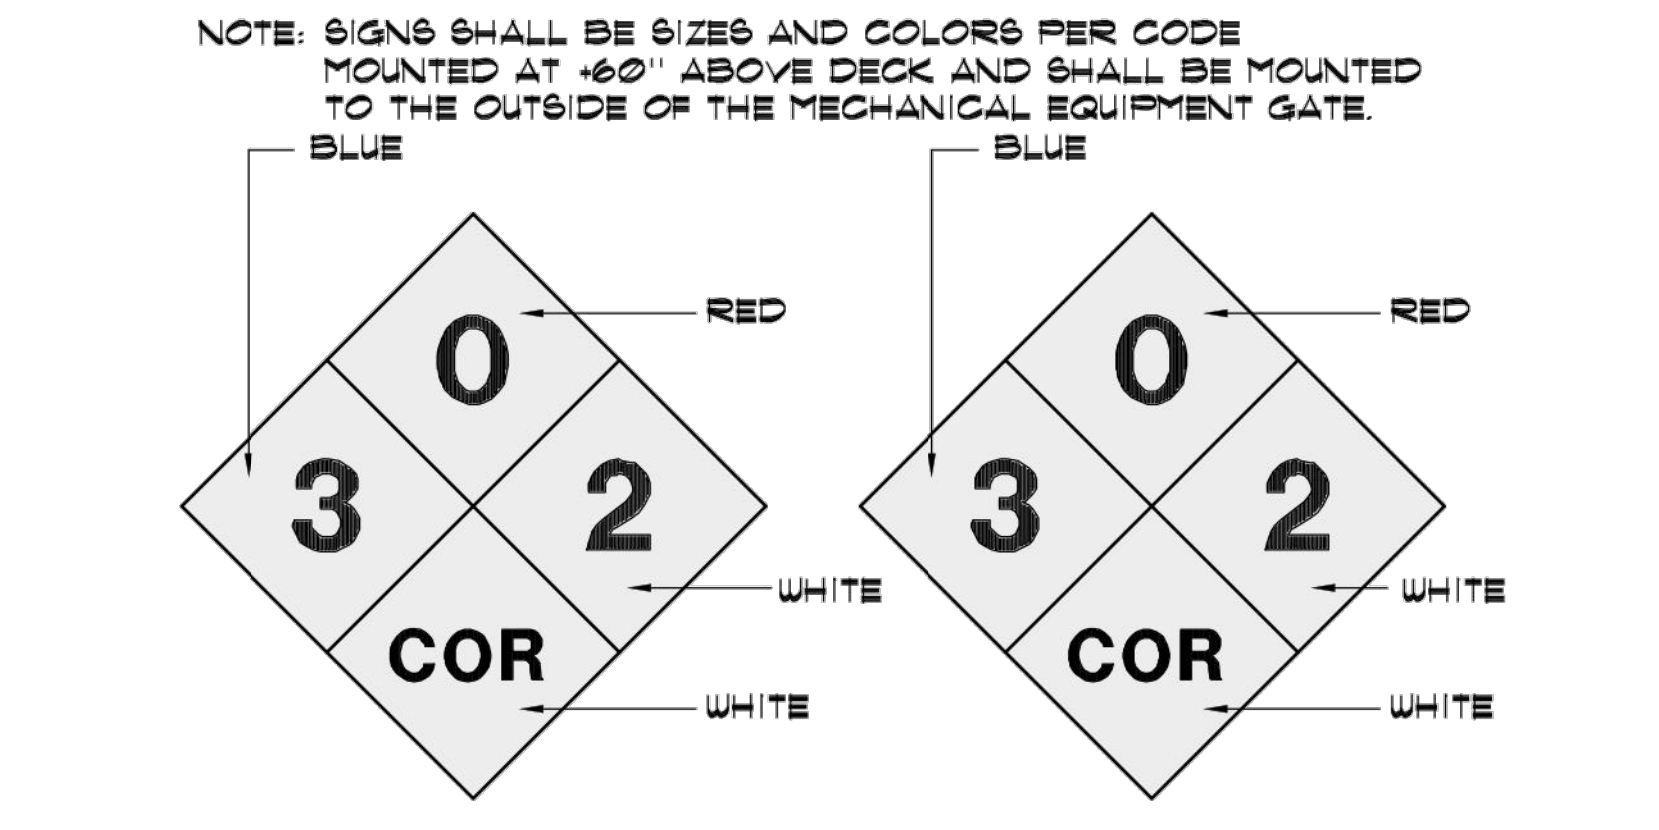 NOTE: SIGNS SHALL BE SIZES AND COLORS PER CODE
MOUNTED AT +60" ABOVE DECK AND SHALL BE MOUNTED
TO THE OUTSIDE OF THE MECHANICAL EQUIPMENT GATE.
BLUE
RED
0
3
2
WHITE
COR
WHITE
BLUE
RED
0
3
2
WHITE
COR
WHITE